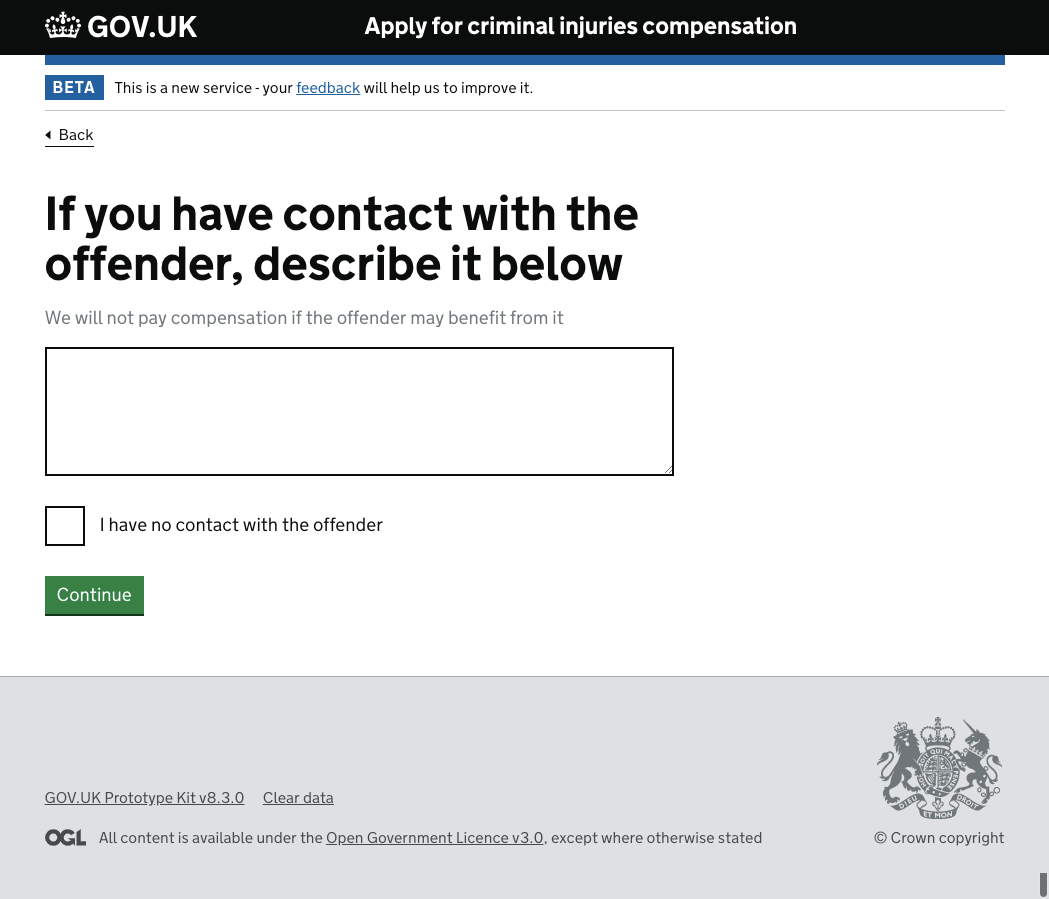 GOV.UK Apply for criminal injuries compensation
BETA This is a new service - your feedback will help us to improve it.
Back
If you have contact with the
offender, describe it below
We will not pay compensation if the offender may benefit from it
I have no contact with the offender
Continue
GOV.UK Prototype Kit v8.3.0 Clear data
OGL All content is available under the Open Government Licence v3.0, except where otherwise stated
DIEU ET MON DROIT
© Crown copyright